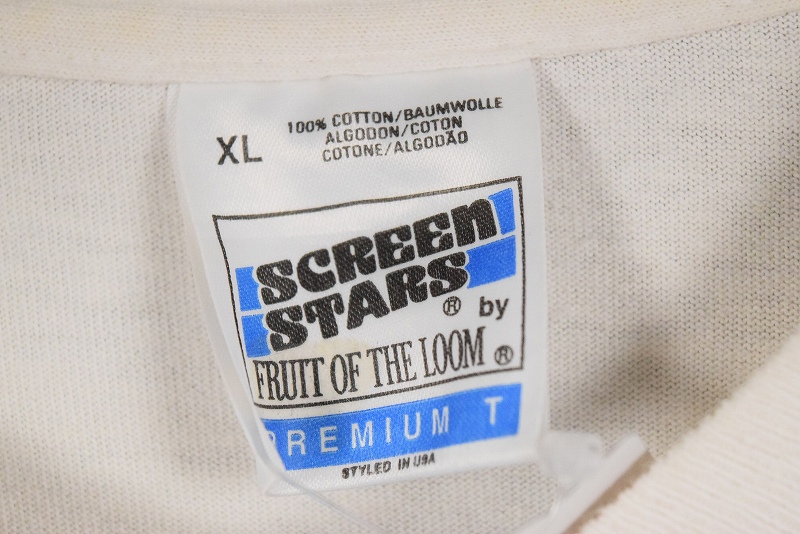 XL
100% COTTON/BAUMWOLLE
ALGODON/COTON
COTONE/ALGODÃO
SCREEN
STARS® by
FRUIT OF THE LOOM®
PREMIUM T
STYLED IN USA